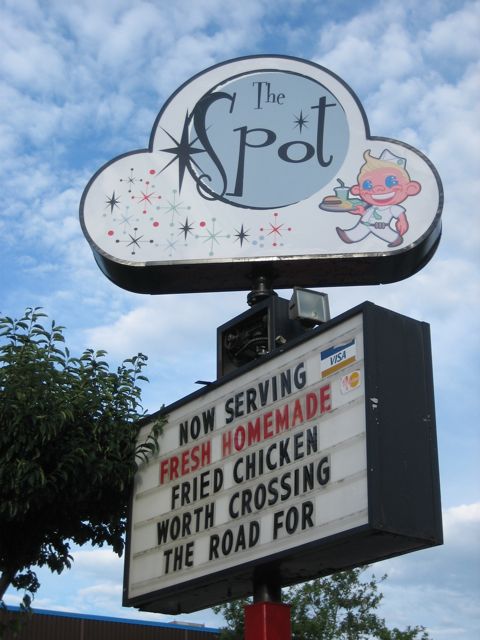 The
Spot
VISA
NOW SERVING
FRESH HOMEMADE
FRIED CHICKEN
WORTH CROSSING
THE ROAD FOR